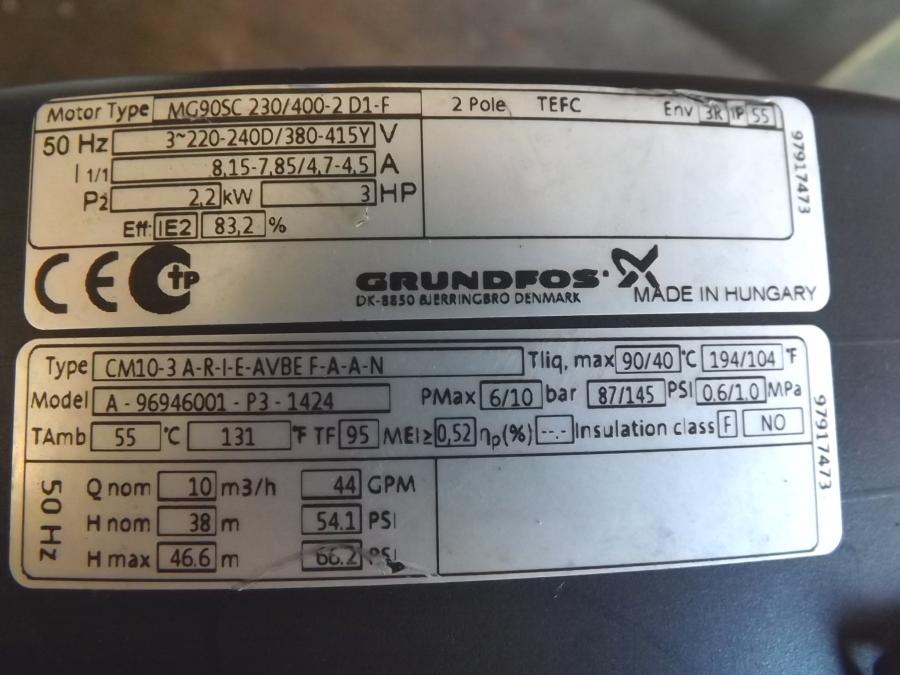 Motor Type MG90SC 230/400-2 D1-F 2 Pole TEFC Env 3R IP 55
50 Hz 3~220-240D/380-415Y V
I 1/1 8,15-7,85/4,7-4,5 A
P2 2,2 kW 3 HP
Eff: IE2 83,2 %
97917473
CE Ctp GRUNDFOS
DK-8850 BJERRINGBRO DENMARK MADE IN HUNGARY
Type CM10-3 A-R-I-E-AVBE F-A-A-N Tliq. max 90/40 °C 194/104 °F
Model A - 96946001 - P3 - 1424 PMax 6/10 bar 87/145 PSI 0.6/1.0 MPa
TAmb 55 °C 131 °F TF 95 MEI≥ 0,52 ηp(%) --.- Insulation class F NO
97917473
50 Hz
Q nom 10 m3/h 44 GPM
H nom 38 m 54.1 PSI
H max 46.6 m 66.2 PSI